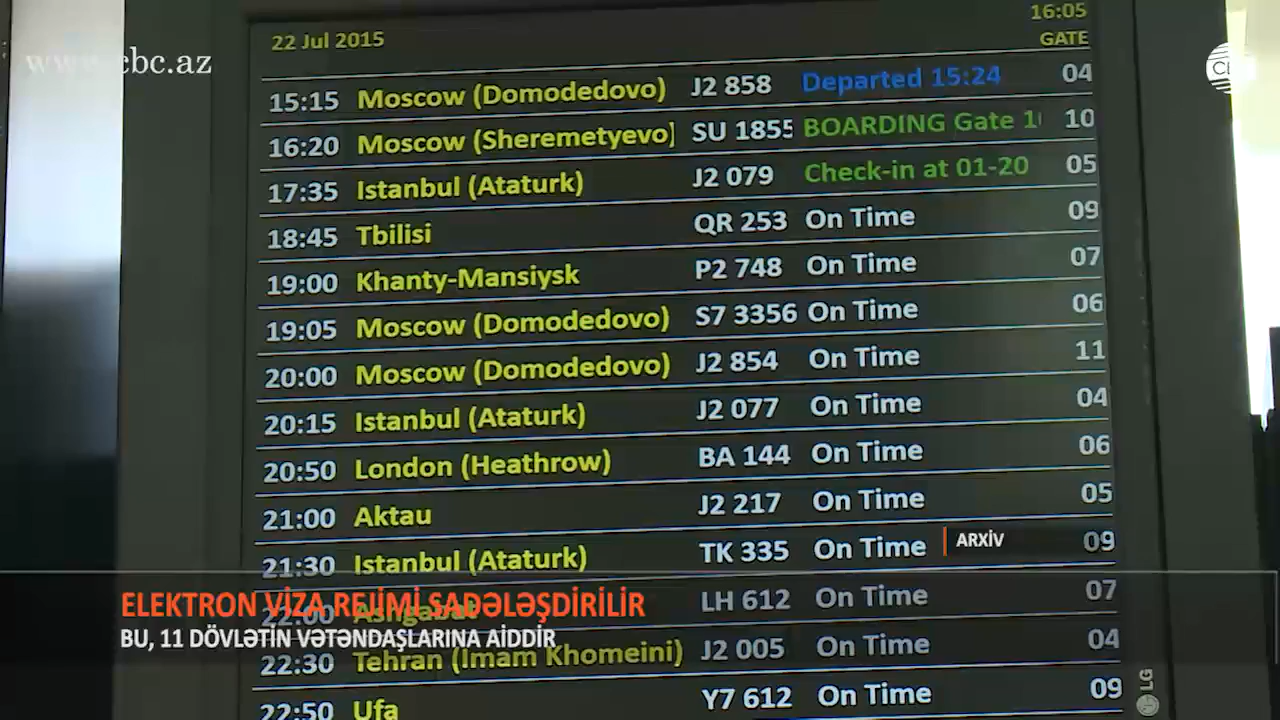 16:05
22 Jul 2015 GATE
www.cbc.az
15:15 Moscow (Domodedovo) J2 858 Departed 15:24 04
16:20 Moscow (Sheremetyevo) SU 1855 BOARDING Gate 10
17:35 Istanbul (Ataturk) J2 079 Check-in at 01-20 05
18:45 Tbilisi QR 253 On Time 09
19:00 Khanty-Mansiysk P2 748 On Time 07
19:05 Moscow (Domodedovo) S7 3356 On Time 06
20:00 Moscow (Domodedovo) J2 854 On Time 11
20:15 Istanbul (Ataturk) J2 077 On Time 04
20:50 London (Heathrow) BA 144 On Time 06
21:00 Aktau J2 217 On Time 05
21:30 Istanbul (Ataturk) TK 335 On Time 09
ARXİV
22:00 Ashgabat LH 612 On Time 07
ELEKTRON VİZA REJİMİ SADƏLƏŞDİRİLİR
BU, 11 DÖVLƏTİN VƏTƏNDAŞLARINA AİDDİR
22:30 Tehran (Imam Khomeini) J2 005 On Time 04
22:50 Ufa Y7 612 On Time 09
LG